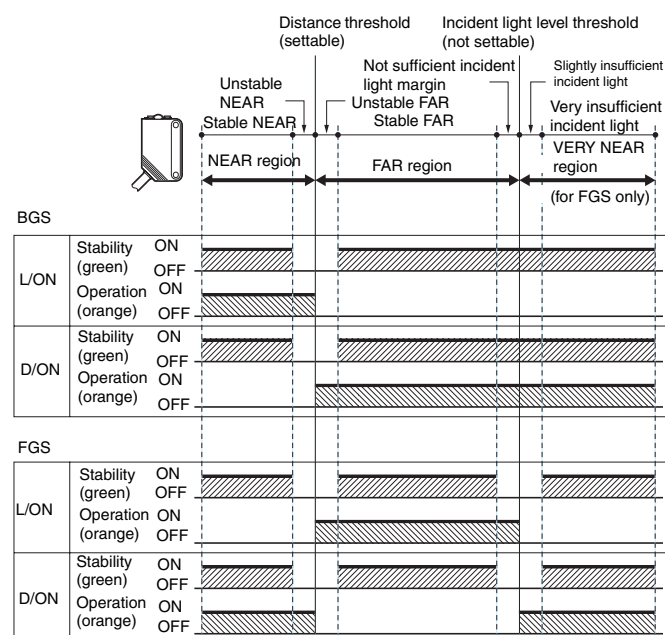 Distance threshold
(settable)
Incident light level threshold
(not settable)
Unstable
NEAR
Stable NEAR
Not sufficient incident
light margin
Unstable FAR
Stable FAR
Slightly insufficient
incident light
Very insufficient
incident light
NEAR region
FAR region
VERY NEAR
region
(for FGS only)
BGS
L/ON
Stability
(green)
ON
OFF
Operation
(orange)
ON
OFF
D/ON
Stability
(green)
ON
OFF
Operation
(orange)
ON
OFF
FGS
L/ON
Stability
(green)
ON
OFF
Operation
(orange)
ON
OFF
D/ON
Stability
(green)
ON
OFF
Operation
(orange)
ON
OFF